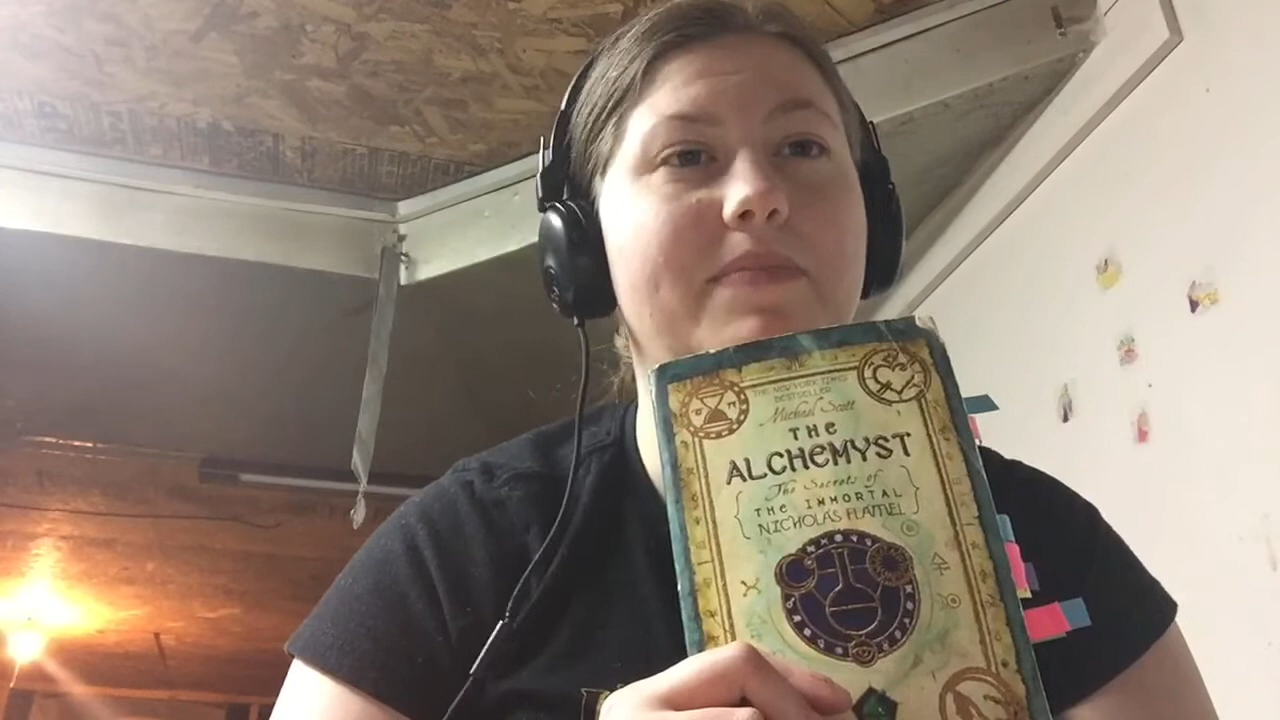 THE NEW YORK TIMES
BESTSELLER
Michael Scott
THE
ALCHEMYST
The Secrets of
THE IMMORTAL
NICHOLAS FLAMEL